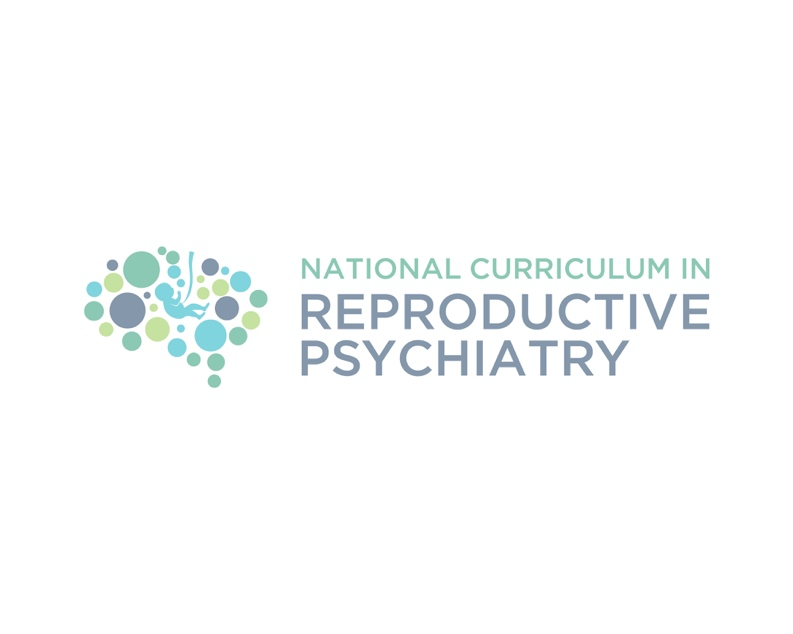 NATIONAL CURRICULUM IN
REPRODUCTIVE
PSYCHIATRY